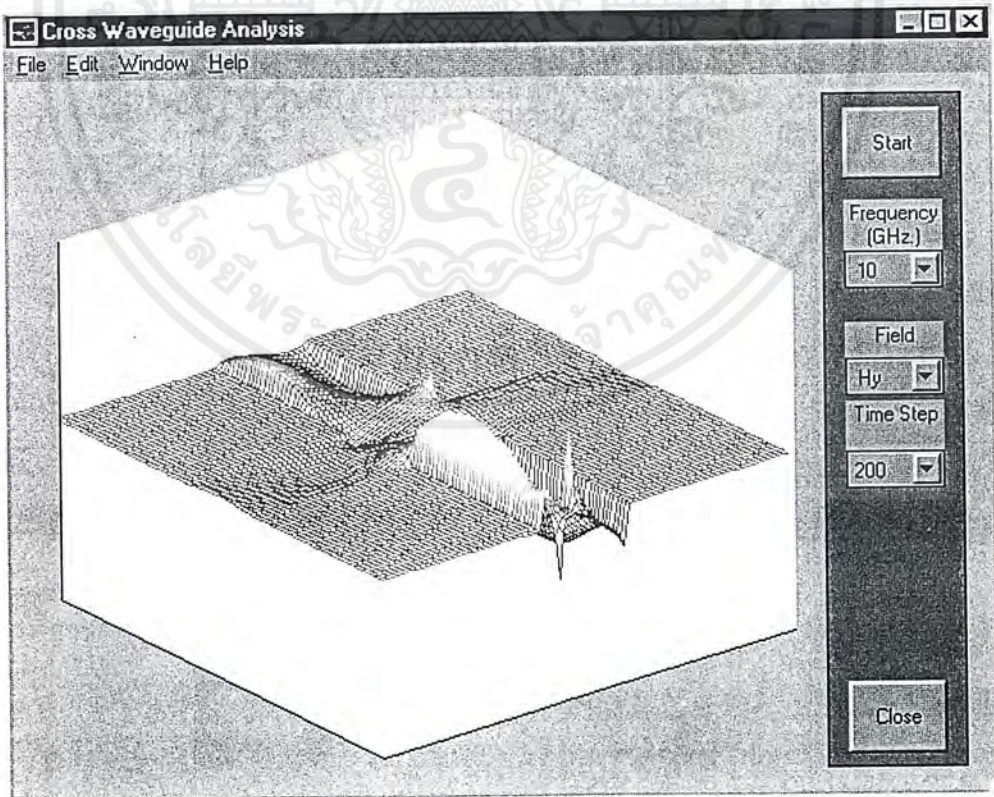 Cross Waveguide Analysis
File Edit Window Help
Start
Frequency
(GHz.)
10
Field
Hy
Time Step
200
Close